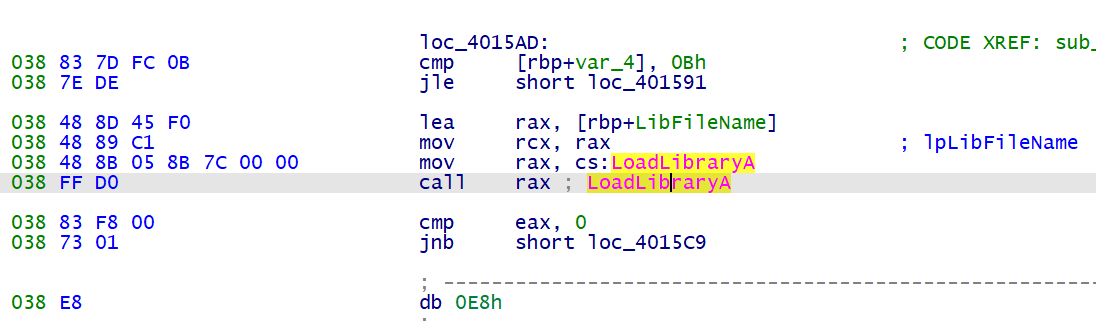 loc_4015AD: ; CODE XREF: sub_
038 83 7D FC 0B cmp [rbp+var_4], 0Bh
038 7E DE jle short loc_401591
038 48 8D 45 F0 lea rax, [rbp+LibFileName]
038 48 89 C1 mov rcx, rax ; lpLibFileName
038 48 8B 05 8B 7C 00 00 mov rax, cs:LoadLibraryA
038 FF D0 call rax ; LoadLibraryA
038 83 F8 00 cmp eax, 0
038 73 01 jnb short loc_4015C9
; ---------------------------------------------------------
038 E8 db 0E8h
;